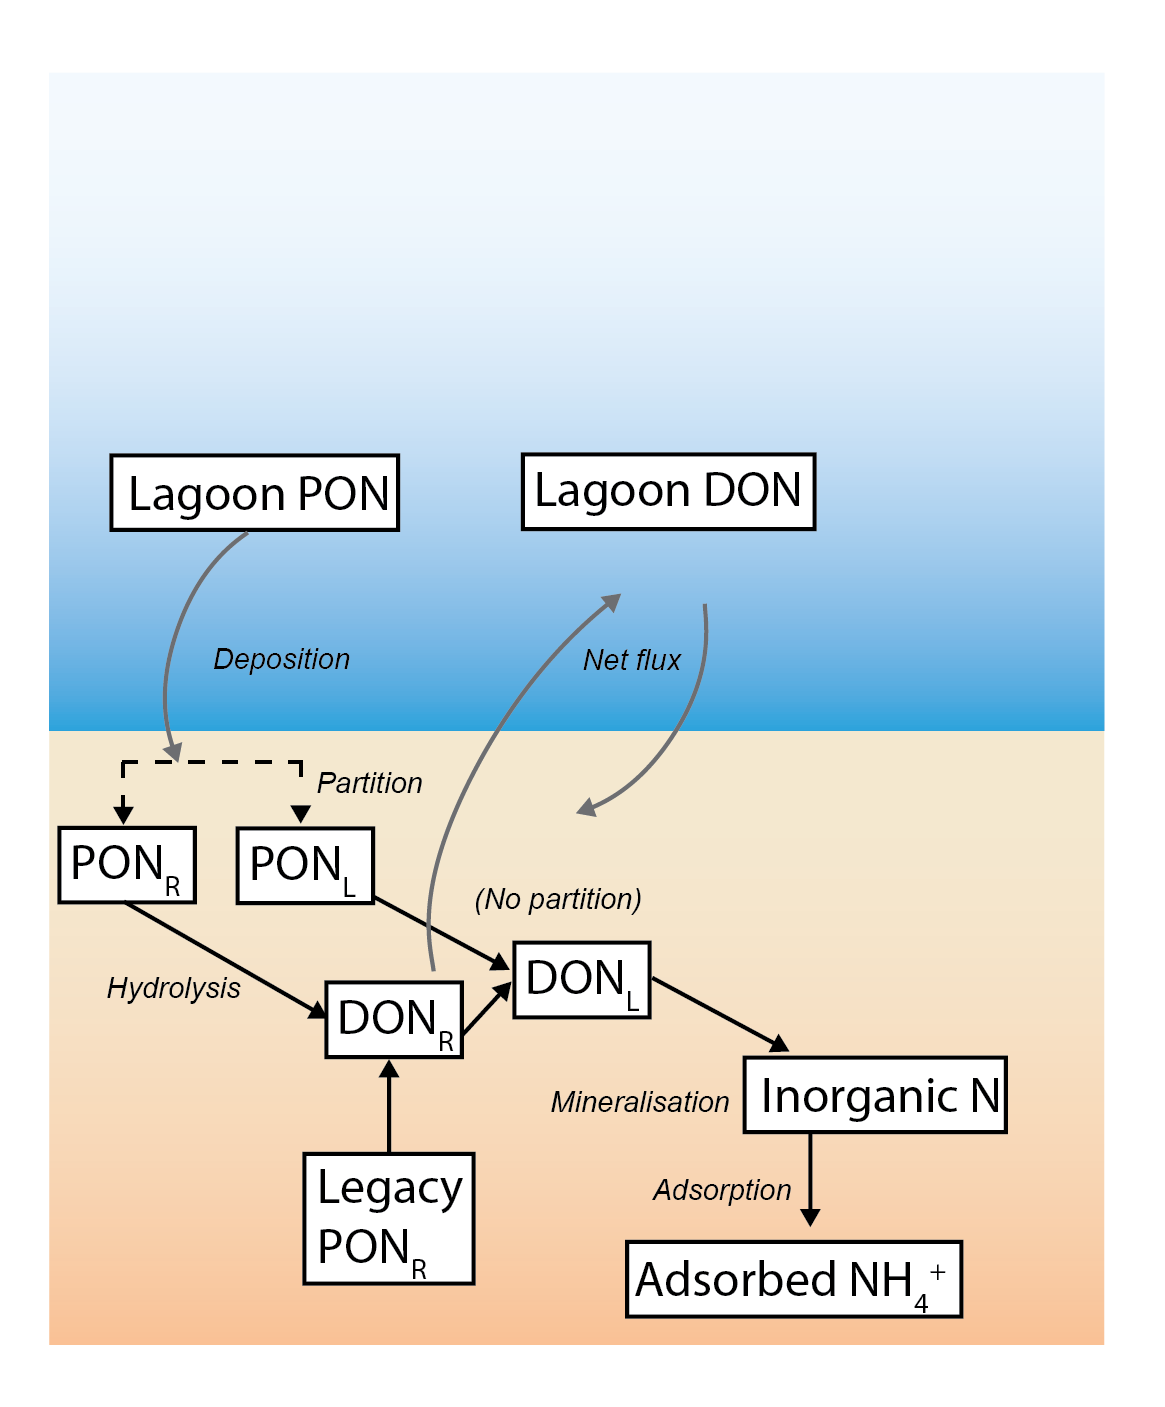 Lagoon PON
Lagoon DON
Deposition
Net flux
Partition
PON_R
PON_L
(No partition)
Hydrolysis
DON_R
DON_L
Mineralisation
Inorganic N
Legacy
PON_R
Adsorption
Adsorbed NH₄⁺